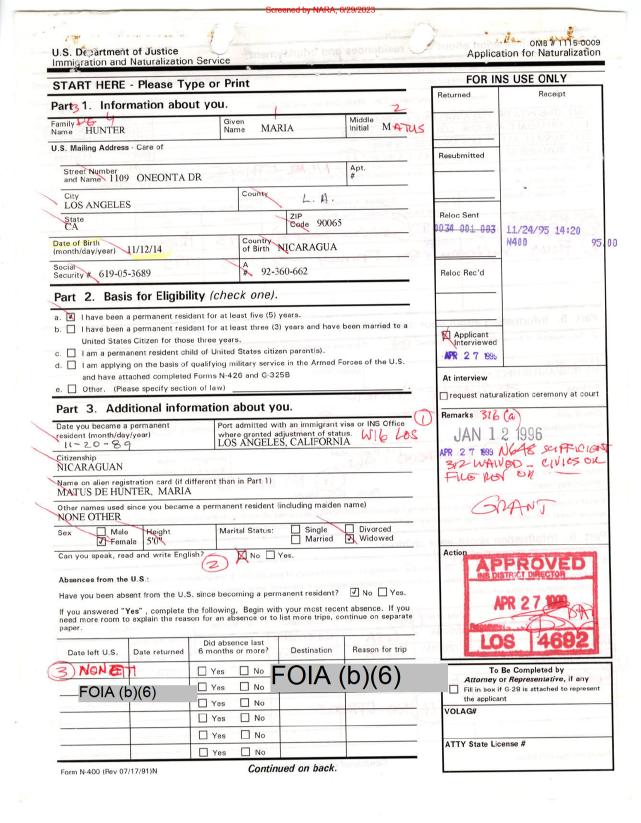 Screened by NARA, 6/29/2023
OMB # 1115-0009
U.S. Department of Justice
Immigration and Naturalization Service
Application for Naturalization
START HERE - Please Type or Print
FOR INS USE ONLY
Part 1. Information about you.
3
Returned
Receipt
Family Name
DE 4
HUNTER
Given Name
1
MARIA
Middle Initial
2
MATUS
U.S. Mailing Address - Care of
Street Number and Name
1109 ONEONTA DR
Apt. #
Resubmitted
City
LOS ANGELES
County
L.A.
State
CA
ZIP Code
90065
Reloc Sent
0034 001 003 11/24/95 14:20
N400 95.00
Date of Birth (month/day/year)
11/12/14
Country of Birth
NICARAGUA
Social Security #
619-05-3689
A #
92-360-662
Reloc Rec'd
Part 2. Basis for Eligibility (check one).
a. I have been a permanent resident for at least five (5) years.
b. I have been a permanent resident for at least three (3) years and have been married to a
United States Citizen for those three years.
c. I am a permanent resident child of United States citizen parent(s).
d. I am applying on the basis of qualifying military service in the Armed Forces of the U.S.
and have attached completed Forms N-426 and G-325B
e. Other. (Please specify section of law)
Applicant Interviewed
At interview
request naturalization ceremony at court
Part 3. Additional information about you.
Date you became a permanent resident (month/day/year)
11-20-89
Port admitted with an immigrant visa or INS Office
where granted adjustment of status.
LOS ANGELES, CALIFORNIA
W16 LOS
1
Remarks
316 (a)
JAN 12 1996
APR 27 1999 N648 SUFFICIENT
312 WAIVED - CIVICS OK
FILE REV OK
GRANT
Citizenship
NICARAGUAN
Name on alien registration card (if different than in Part 1)
MATUS DE HUNTER, MARIA
Other names used since you became a permanent resident (including maiden name)
NONE OTHER
Sex
Male
Female
Height
5'0"
Marital Status:
Single
Married
Divorced
Widowed
Can you speak, read and write English?
2
No
Yes.
Action
APPROVED
INS DISTRICT DIRECTOR
APR 27
LOS 4692
Absences from the U.S.:
Have you been absent from the U.S. since becoming a permanent resident? No Yes.
If you answered "Yes", complete the following, Begin with your most recent absence. If you
need more room to explain the reason for an absence or to list more trips, continue on separate
paper.
Date left U.S.
Date returned
Did absence last 6 months or more?
Destination
Reason for trip
3 NONE
Yes No
FOIA (b)(6)
FOIA (b)(6)
Yes No
Yes No
Yes No
Yes No
Yes No
To Be Completed by
Attorney or Representative, if any
Fill in box if G-28 is attached to represent
the applicant
VOLAG#
ATTY State License #
Form N-400 (Rev 07/17/91)N
Continued on back.